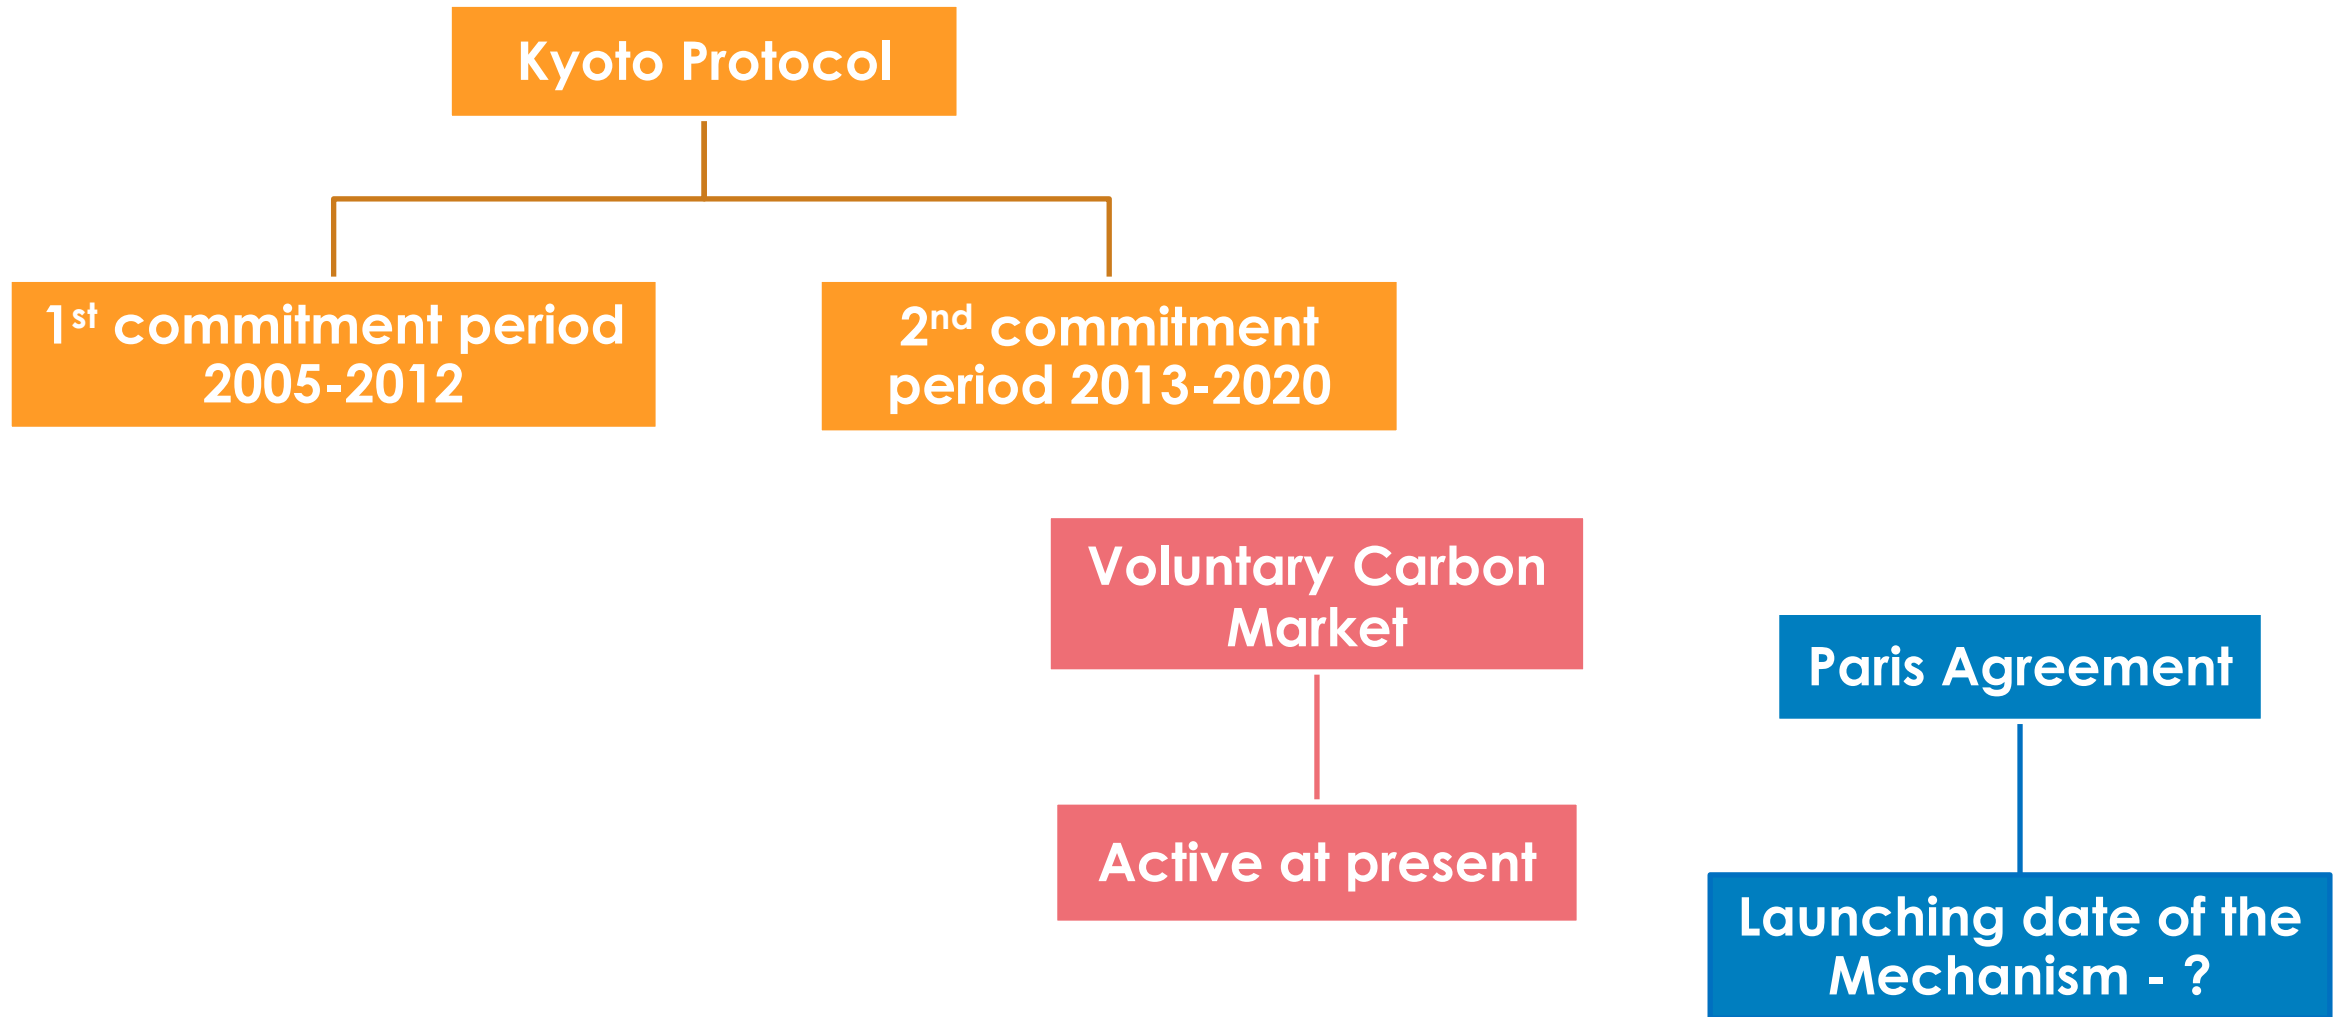 Kyoto Protocol
1st commitment period
2005-2012
2nd commitment
period 2013-2020
Voluntary Carbon
Market
Active at present
Paris Agreement
Launching date of the
Mechanism - ?